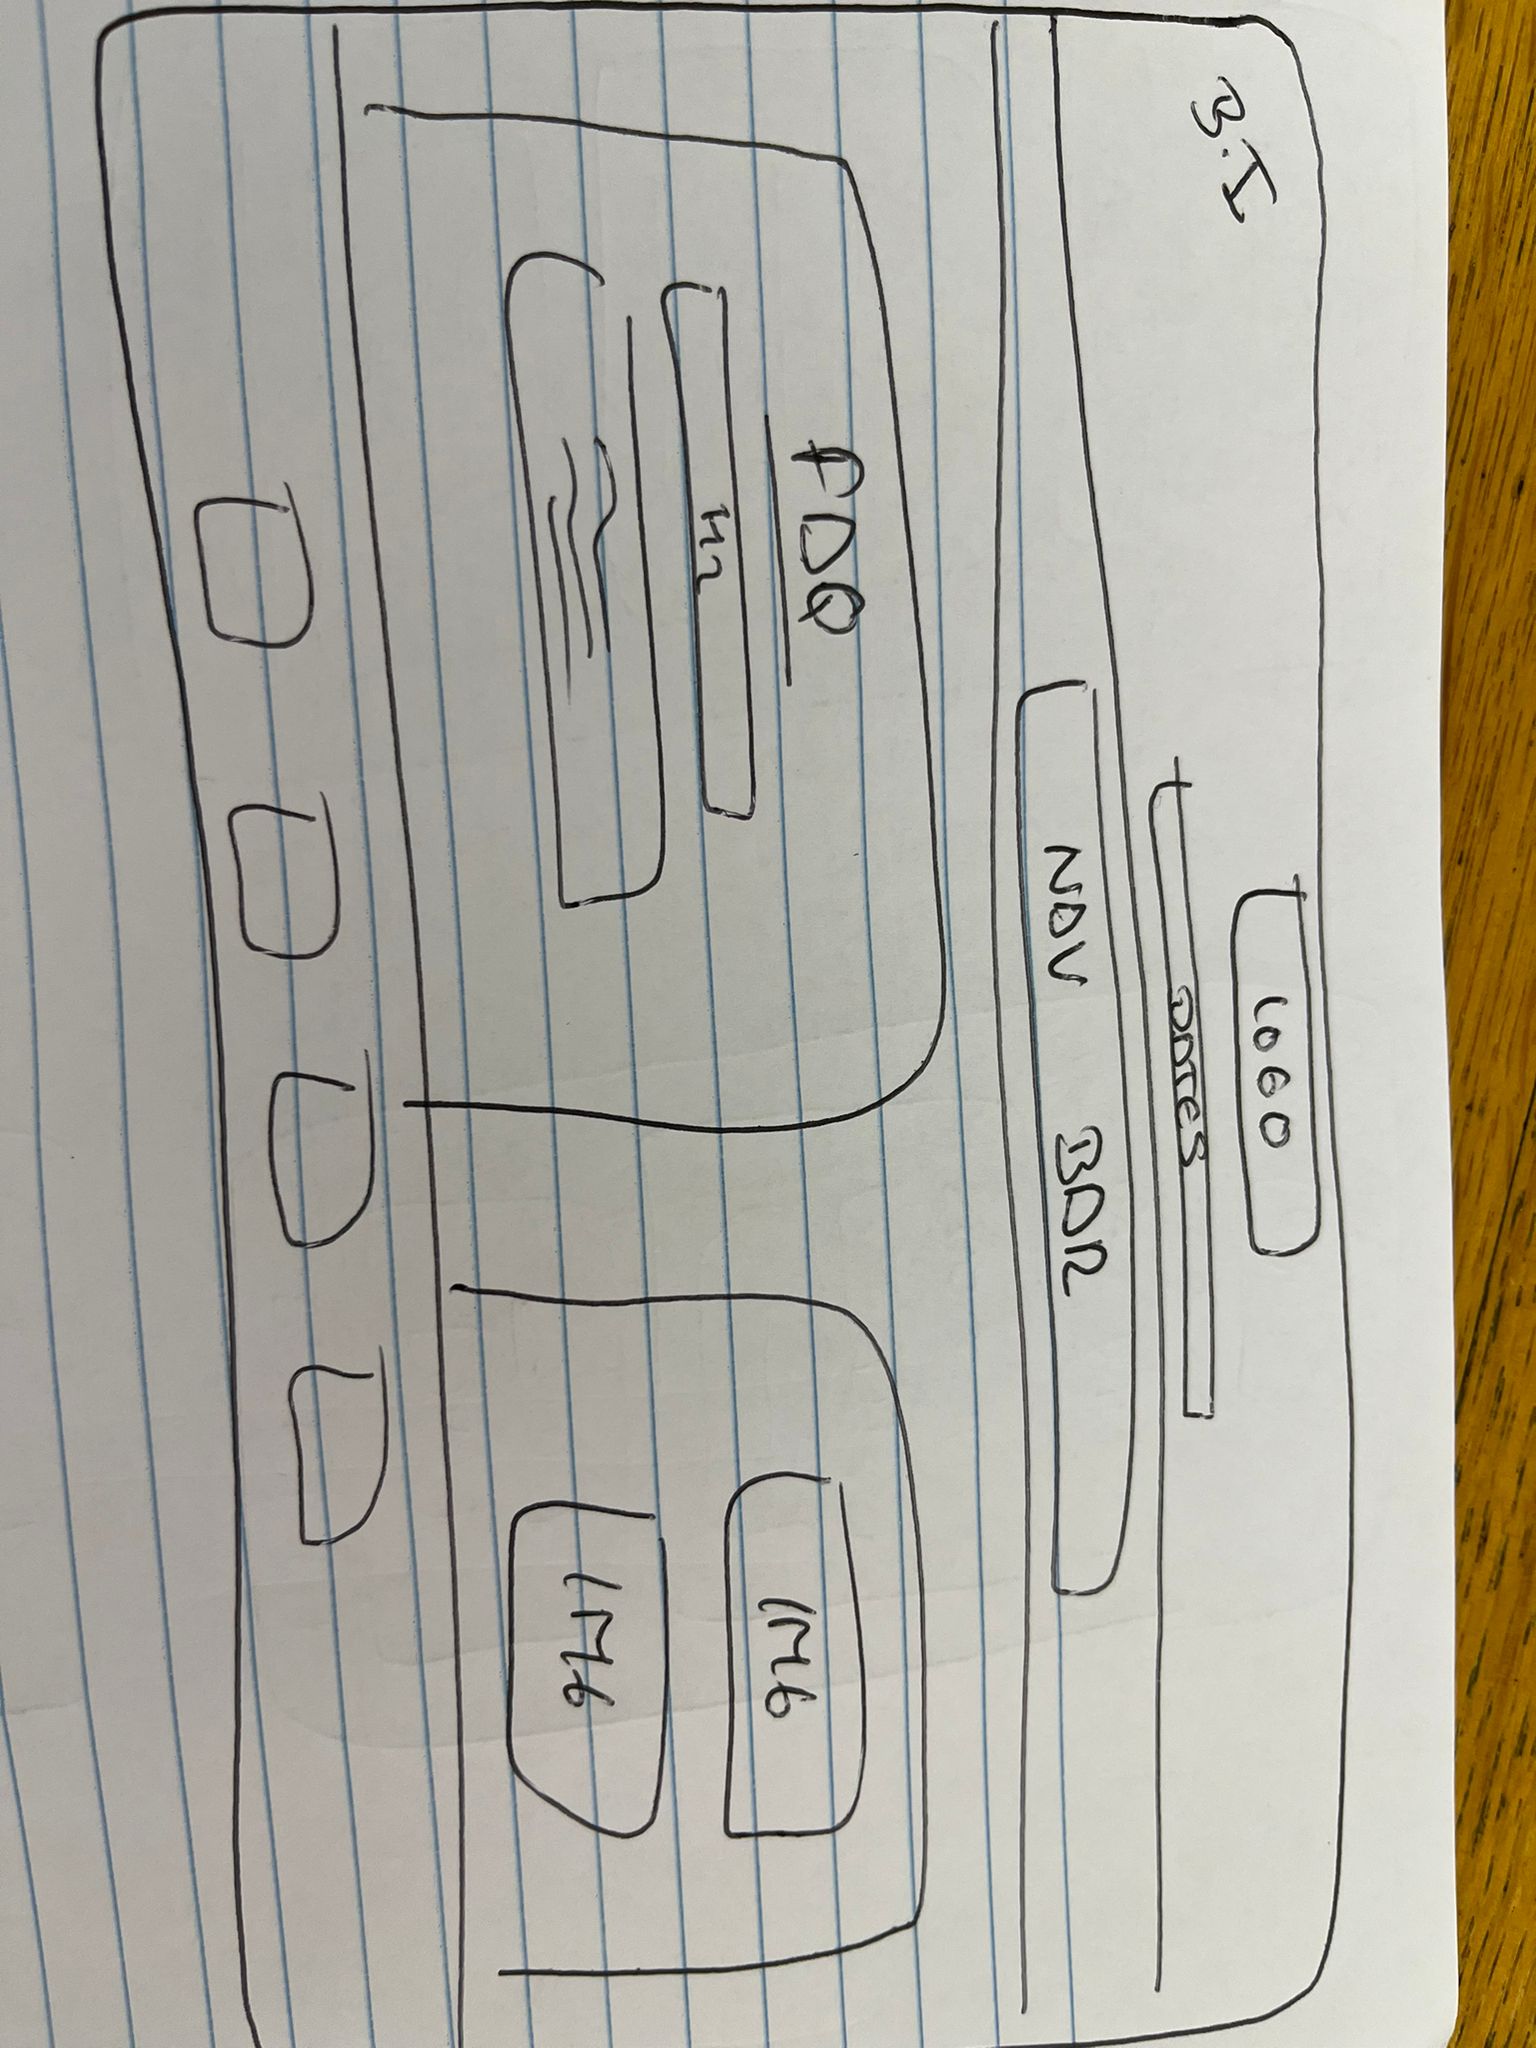 B.I
LOGO
DATES
NAV BAR
FAQ
H2
IMG
IMG